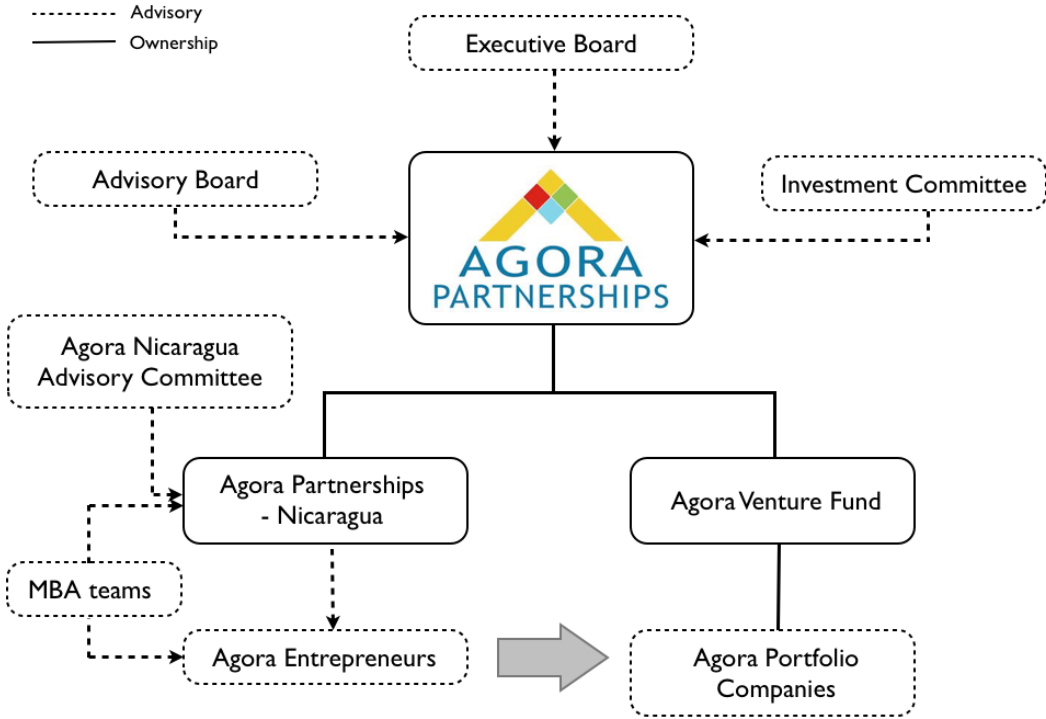 Advisory
Ownership
Executive Board
Advisory Board
Investment Committee
AGORA
PARTNERSHIPS
Agora Nicaragua
Advisory Committee
Agora Partnerships
- Nicaragua
Agora Venture Fund
MBA teams
Agora Entrepreneurs
Agora Portfolio
Companies